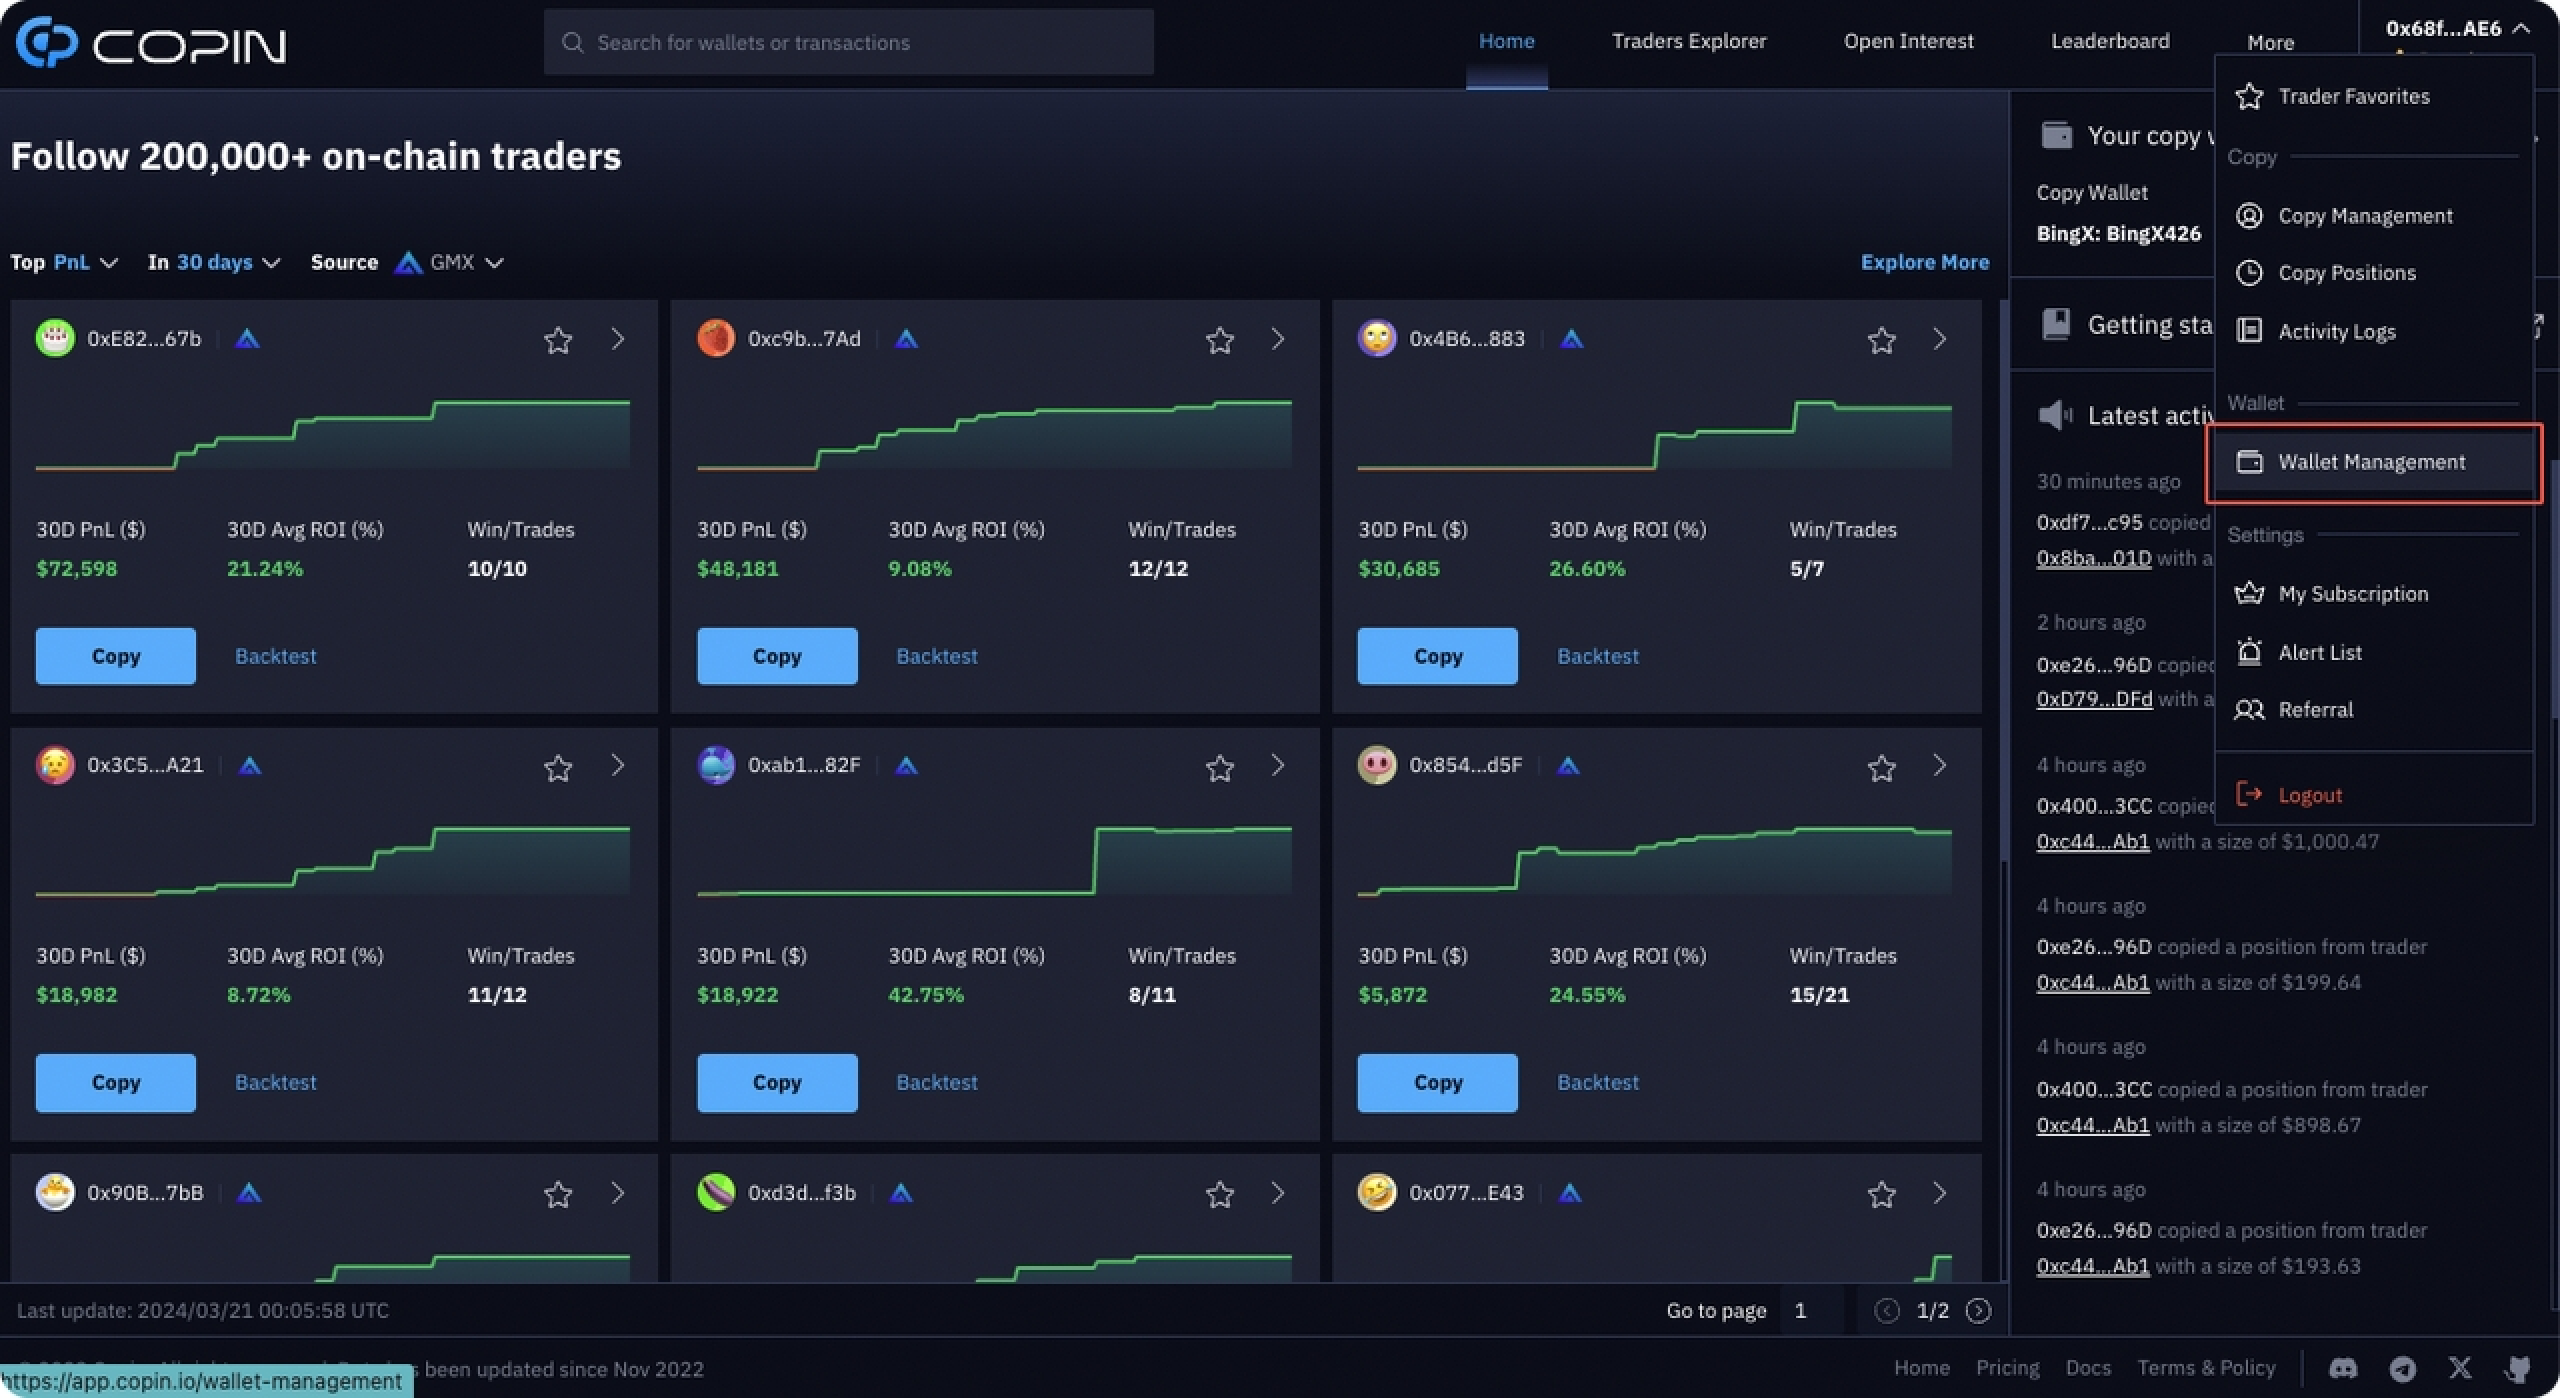 COPIN
Search for wallets or transactions
Home
Traders Explorer
Open Interest
Leaderboard
More
0x68f...AE6
Follow 200,000+ on-chain traders
Top PnL In 30 days Source GMX
Explore More
0xE82...67b
30D PnL ($) 30D Avg ROI (%) Win/Trades
$72,598 21.24% 10/10
Copy Backtest
0xc9b...7Ad
30D PnL ($) 30D Avg ROI (%) Win/Trades
$48,181 9.08% 12/12
Copy Backtest
0x4B6...883
30D PnL ($) 30D Avg ROI (%) Win/Trades
$30,685 26.60% 5/7
Copy Backtest
0x3C5...A21
30D PnL ($) 30D Avg ROI (%) Win/Trades
$18,982 8.72% 11/12
Copy Backtest
0xab1...82F
30D PnL ($) 30D Avg ROI (%) Win/Trades
$18,922 42.75% 8/11
Copy Backtest
0x854...d5F
30D PnL ($) 30D Avg ROI (%) Win/Trades
$5,872 24.55% 15/21
Copy Backtest
0x90B...7bB
0xd3d...f3b
0x077...E43
Last update: 2024/03/21 00:05:58 UTC
Go to page 1 1/2
Your copy
Copy Wallet
BingX: BingX426
Getting sta
Latest activ
30 minutes ago
0xdf7...c95 copied
0x8ba...01D with a
2 hours ago
0xe26...96D copied
0xD79...DFd with a
4 hours ago
0x400...3CC copied
0xc44...Ab1 with a size of $1,000.47
4 hours ago
0xe26...96D copied a position from trader
0xc44...Ab1 with a size of $199.64
4 hours ago
0x400...3CC copied a position from trader
0xc44...Ab1 with a size of $898.67
4 hours ago
0xe26...96D copied a position from trader
0xc44...Ab1 with a size of $193.63
Trader Favorites
Copy
Copy Management
Copy Positions
Activity Logs
Wallet
Wallet Management
Settings
My Subscription
Alert List
Referral
Logout
s been updated since Nov 2022
https://app.copin.io/wallet-management
Home Pricing Docs Terms & Policy